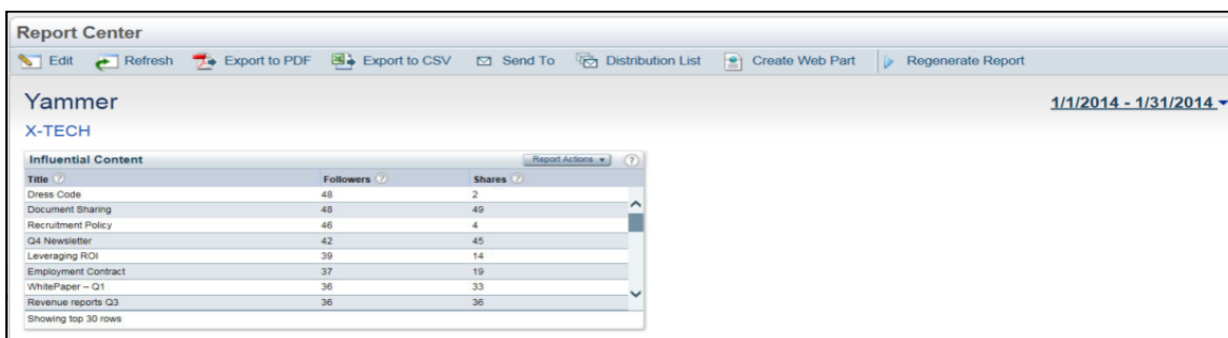 Report Center
Edit Refresh Export to PDF Export to CSV Send To Distribution List Create Web Part Regenerate Report
Yammer 1/1/2014 - 1/31/2014
X-TECH
Influential Content Report Actions ?
Title ? Followers ? Shares ?
Dress Code 48 2
Document Sharing 48 49
Recruitment Policy 46 4
Q4 Newsletter 42 45
Leveraging ROI 39 14
Employment Contract 37 19
WhitePaper – Q1 36 33
Revenue reports Q3 36 36
Showing top 30 rows